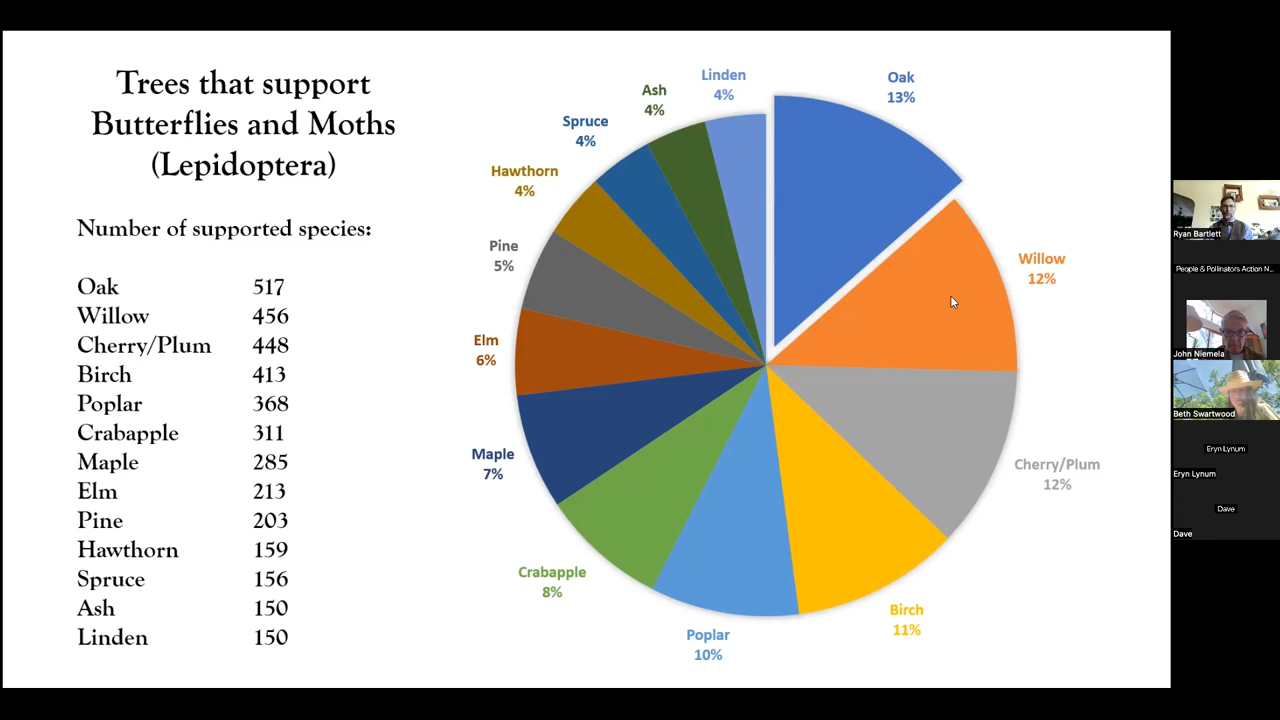 Trees that support
Butterflies and Moths
(Lepidoptera)
Number of supported species:
Oak 517
Willow 456
Cherry/Plum 448
Birch 413
Poplar 368
Crabapple 311
Maple 285
Elm 213
Pine 203
Hawthorn 159
Spruce 156
Ash 150
Linden 150
Linden
4%
Oak
13%
Ash
4%
Spruce
4%
Hawthorn
4%
Willow
12%
Pine
5%
Elm
6%
Maple
7%
Cherry/Plum
12%
Crabapple
8%
Birch
11%
Poplar
10%
Ryan Bartlett
People & Pollinators Action N...
John Niemela
Beth Swartwood
Eryn Lynum
Eryn Lynum
Dave
Dave